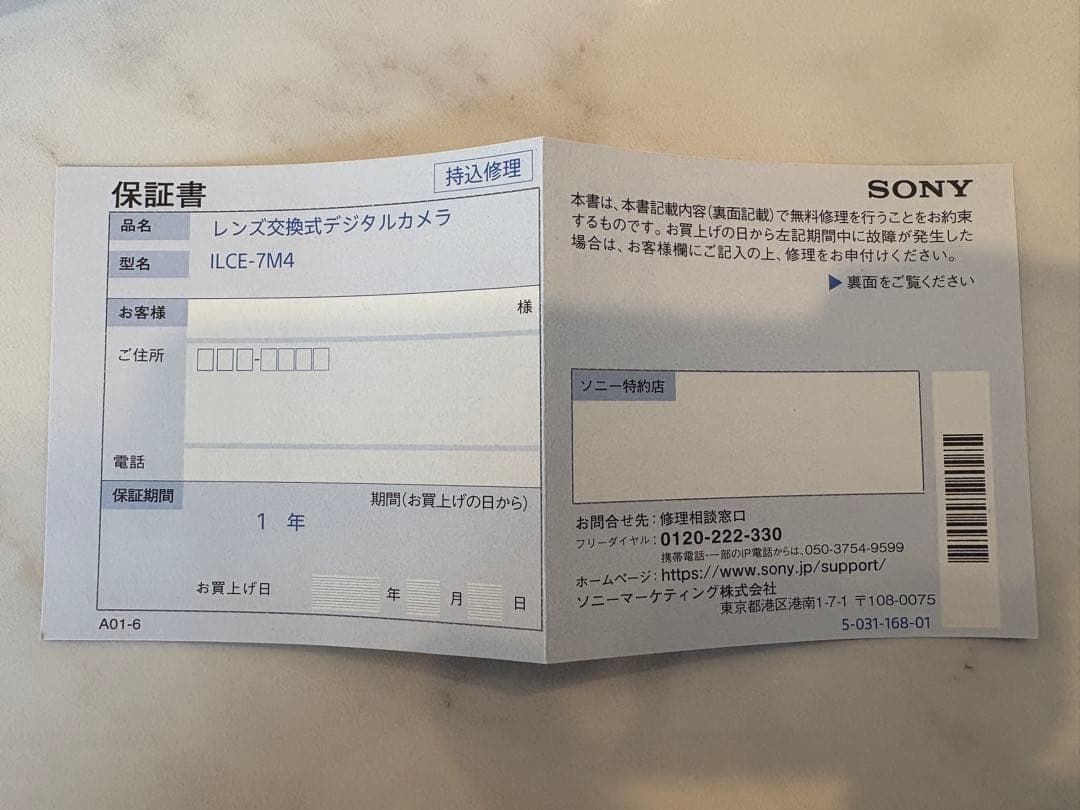 保証書
持込修理
品名 レンズ交換式デジタルカメラ
型名 ILCE-7M4
お客様 様
ご住所 □□□-□□□□
電話
保証期間 期間(お買上げの日から)
1 年
お買上げ日 年 月 日
A01-6
SONY
本書は、本書記載内容(裏面記載)で無料修理を行うことをお約束
するものです。お買上げの日から左記期間中に故障が発生した
場合は、お客様欄にご記入の上、修理をお申付けください。
▶裏面をご覧ください
ソニー特約店
お問合せ先:修理相談窓口
フリーダイヤル:0120-222-330
携帯電話・一部のIP電話からは、050-3754-9599
ホームページ:https://www.sony.jp/support/
ソニーマーケティング株式会社
東京都港区港南1-7-1 〒108-0075
5-031-168-01